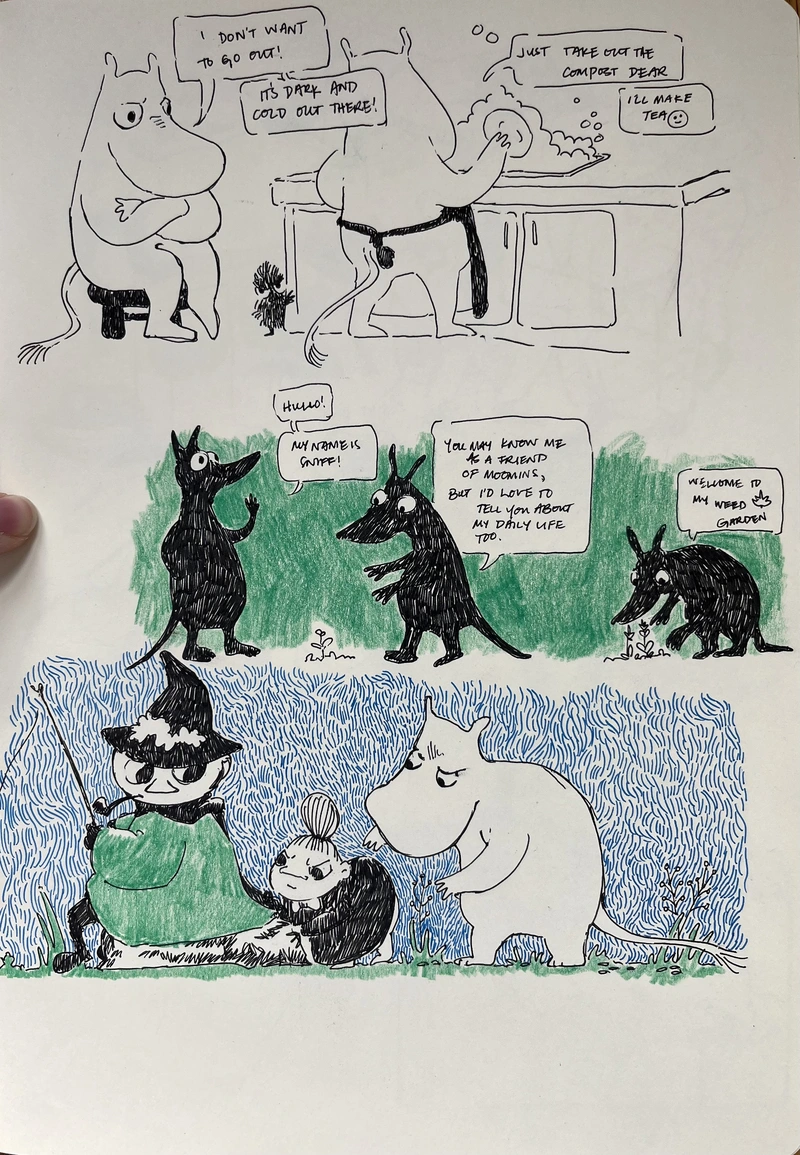 I DON'T WANT
TO GO OUT!
IT'S DARK AND
COLD OUT THERE!
JUST TAKE OUT THE
COMPOST DEAR
I'LL MAKE
TEA
HULLO!
MY NAME IS
SNIFF!
YOU MAY KNOW ME
AS A FRIEND
OF MOOMINS,
BUT I'D LOVE TO
TELL YOU ABOUT
MY DAILY LIFE
TOO.
WELCOME TO
MY WEED
GARDEN